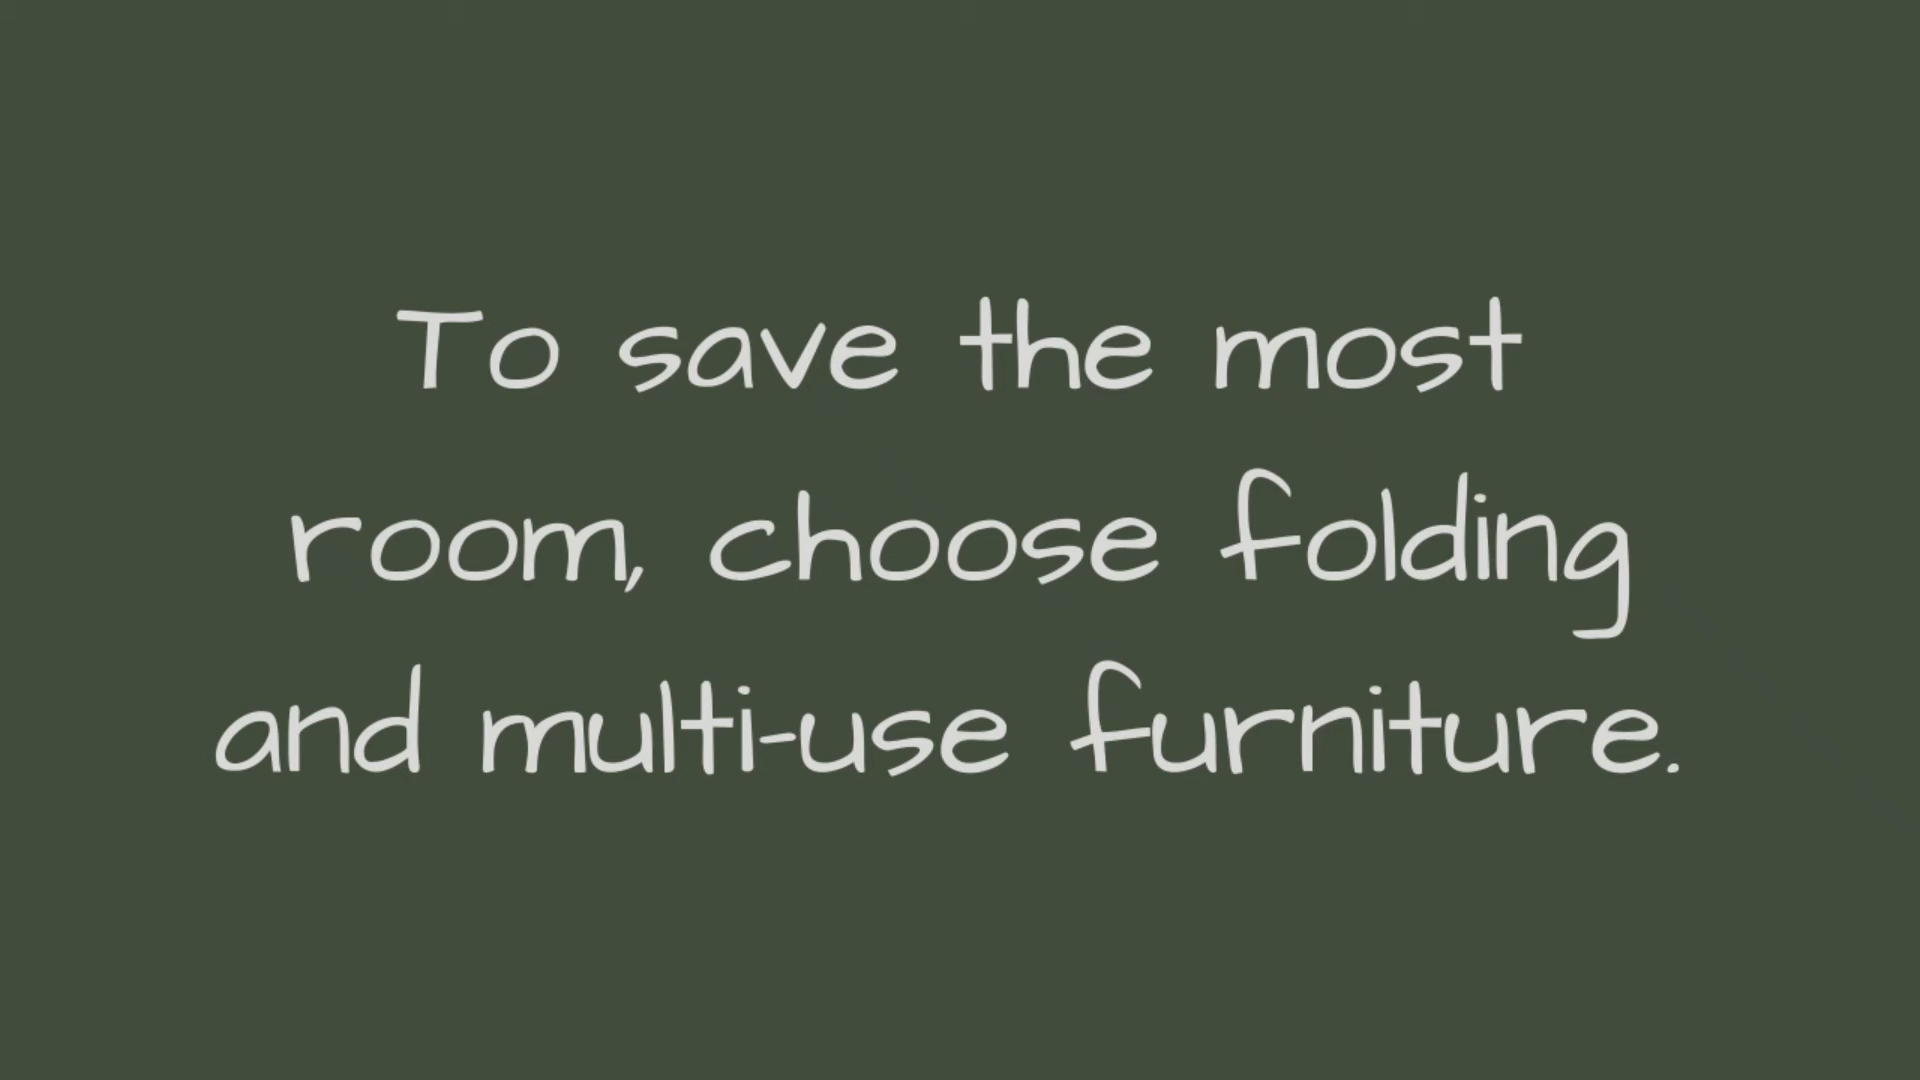 To save the most
room, choose folding
and multi-use furniture.